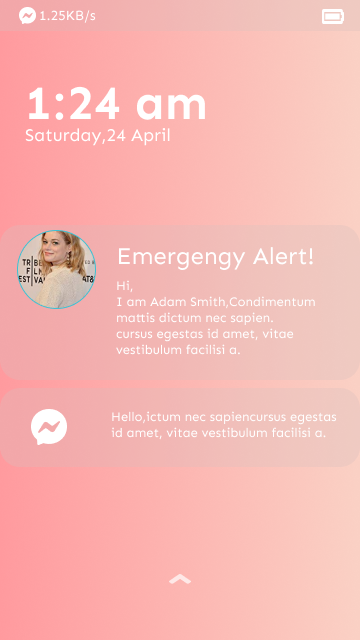 1.25KB/s
1:24 am
Saturday,24 April
Emergengy Alert!
Hi,
I am Adam Smith,Condimentum
mattis dictum nec sapien.
cursus egestas id amet, vitae
vestibulum facilisi a.
Hello,ictum nec sapiencursus egestas
id amet, vitae vestibulum facilisi a.